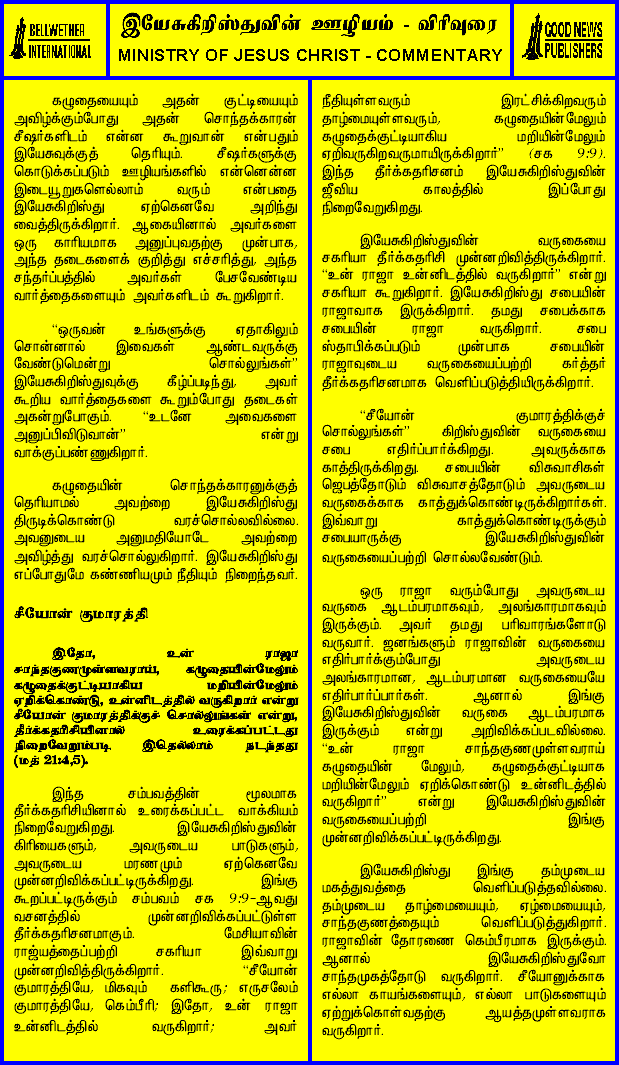 BELLWETHER
INTERNATIONAL
இயேசுகிறிஸ்துவின் ஊழியம் - விரிவுரை
MINISTRY OF JESUS CHRIST - COMMENTARY
GOOD NEWS
PUBLISHERS
கழுதையையும் அதன் குட்டியையும்
அவிழ்க்கும்போது அதன் சொந்தக்காரன்
சீஷர்களிடம் என்ன கூறுவான் என்பதும்
இயேசுவுக்குத் தெரியும். சீஷர்களுக்கு
கொடுக்கப்படும் ஊழியங்களில் என்னென்ன
இடையூறுகளெல்லாம் வரும் என்பதை
இயேசுகிறிஸ்து ஏற்கெனவே அறிந்து
வைத்திருக்கிறார். ஆகையினால் அவர்களை
ஒரு காரியமாக அனுப்புவதற்கு முன்பாக,
அந்த தடைகளைக் குறித்து எச்சரித்து, அந்த
சந்தர்ப்பத்தில் அவர்கள் பேசவேண்டிய
வார்த்தைகளையும் அவர்களிடம் கூறுகிறார்.
"ஒருவன் உங்களுக்கு ஏதாகிலும்
சொன்னால் இவைகள் ஆண்டவருக்கு
வேண்டுமென்று சொல்லுங்கள்"
இயேசுகிறிஸ்துவுக்கு கீழ்ப்படிந்து, அவர்
கூறிய வார்த்தைகளை கூறும்போது தடைகள்
அகன்றுபோகும். "உடனே அவைகளை
அனுப்பிவிடுவான்" என்று
வாக்குப்பண்ணுகிறார்.
கழுதையின் சொந்தக்காரனுக்குத்
தெரியாமல் அவற்றை இயேசுகிறிஸ்து
திருடிக்கொண்டு வரச்சொல்லவில்லை.
அவனுடைய அனுமதியோடே அவற்றை
அவிழ்த்து வரச்சொல்லுகிறார். இயேசுகிறிஸ்து
எப்போதுமே கண்ணியமும் நீதியும் நிறைந்தவர்.
சீயோன் குமாரத்தி
இதோ, உன் ராஜா
சாந்தகுணமுள்ளவராய், கழுதையின்மேலும்
கழுதைக்குட்டியாகிய மறியின்மேலும்
ஏறிக்கொண்டு, உன்னிடத்தில் வருகிறார் என்று
சீயோன் குமாரத்திக்குச் சொல்லுங்கள் என்று,
தீர்க்கதரிசியினால் உரைக்கப்பட்டது
நிறைவேறும்படி இதெல்லாம் நடந்தது
(மத் 21:4,5).
இந்த சம்பவத்தின் மூலமாக
தீர்க்கதரிசியினால் உரைக்கப்பட்ட வாக்கியம்
நிறைவேறுகிறது. இயேசுகிறிஸ்துவின்
கிரியைகளும், அவருடைய பாடுகளும்,
அவருடைய மரணமும் ஏற்கெனவே
முன்னறிவிக்கப்பட்டிருக்கிறது. இங்கு
கூறப்பட்டிருக்கும் சம்பவம் சக 9:9-ஆவது
வசனத்தில் முன்னறிவிக்கப்பட்டுள்ள
தீர்க்கதரிசனமாகும். மேசியாவின்
ராஜ்யத்தைப்பற்றி சகரியா இவ்வாறு
முன்னறிவித்திருக்கிறார். "சீயோன்
குமாரத்தியே, மிகவும் களிகூரு; எருசலேம்
குமாரத்தியே, கெம்பீரி; இதோ, உன் ராஜா
உன்னிடத்தில் வருகிறார்; அவர்
நீதியுள்ளவரும் இரட்சிக்கிறவரும்
தாழ்மையுள்ளவரும், கழுதையின்மேலும்
கழுதைக்குட்டியாகிய மறியின்மேலும்
ஏறிவருகிறவருமாயிருக்கிறார்" (சக 9:9).
இந்த தீர்க்கதரிசனம் இயேசுகிறிஸ்துவின்
ஜீவிய காலத்தில் இப்போது
நிறைவேறுகிறது.
இயேசுகிறிஸ்துவின் வருகையை
சகரியா தீர்க்கதரிசி முன்னறிவித்திருக்கிறார்.
"உன் ராஜா உன்னிடத்தில் வருகிறார்" என்று
சகரியா கூறுகிறார். இயேசுகிறிஸ்து சபையின்
ராஜாவாக இருக்கிறார். தமது சபைக்காக
சபையின் ராஜா வருகிறார். சபை
ஸ்தாபிக்கப்படும் முன்பாக சபையின்
ராஜாவுடைய வருகையைப்பற்றி கர்த்தர்
தீர்க்கதரிசனமாக வெளிப்படுத்தியிருக்கிறார்.
"சீயோன் குமாரத்திக்குச்
சொல்லுங்கள்" கிறிஸ்துவின் வருகையை
சபை எதிர்பார்க்கிறது. அவருக்காக
காத்திருக்கிறது. சபையின் விசுவாசிகள்
ஜெபத்தோடும் விசுவாசத்தோடும் அவருடைய
வருகைக்காக காத்துக்கொண்டிருக்கிறார்கள்.
இவ்வாறு காத்துக்கொண்டிருக்கும்
சபையாருக்கு இயேசுகிறிஸ்துவின்
வருகையைப்பற்றி சொல்லவேண்டும்.
ஒரு ராஜா வரும்போது அவருடைய
வருகை ஆடம்பரமாகவும், அலங்காரமாகவும்
இருக்கும். அவர் தமது பரிவாரங்களோடு
வருவார். ஜனங்களும் ராஜாவின் வருகையை
எதிர்பார்க்கும்போது அவருடைய
அலங்காரமான, ஆடம்பரமான வருகையையே
எதிர்பார்ப்பார்கள். ஆனால் இங்கு
இயேசுகிறிஸ்துவின் வருகை ஆடம்பரமாக
இருக்கும் என்று அறிவிக்கப்படவில்லை.
"உன் ராஜா சாந்தகுணமுள்ளவராய்
கழுதையின் மேலும், கழுதைக்குட்டியாக
மறியின்மேலும் ஏறிக்கொண்டு உன்னிடத்தில்
வருகிறார்" என்று இயேசுகிறிஸ்துவின்
வருகையைப்பற்றி இங்கு
முன்னறிவிக்கப்பட்டிருக்கிறது.
இயேசுகிறிஸ்து இங்கு தம்முடைய
மகத்துவத்தை வெளிப்படுத்தவில்லை.
தம்முடைய தாழ்மையையும், ஏழ்மையையும்,
சாந்தகுணத்தையும் வெளிப்படுத்துகிறார்.
ராஜாவின் தோரணை கெம்பீரமாக இருக்கும்.
ஆனால் இயேசுகிறிஸ்துவோ
சாந்தமுகத்தோடு வருகிறார். சீயோனுக்காக
எல்லா காயங்களையும், எல்லா பாடுகளையும்
ஏற்றுக்கொள்வதற்கு ஆயத்தமுள்ளவராக
வருகிறார்.